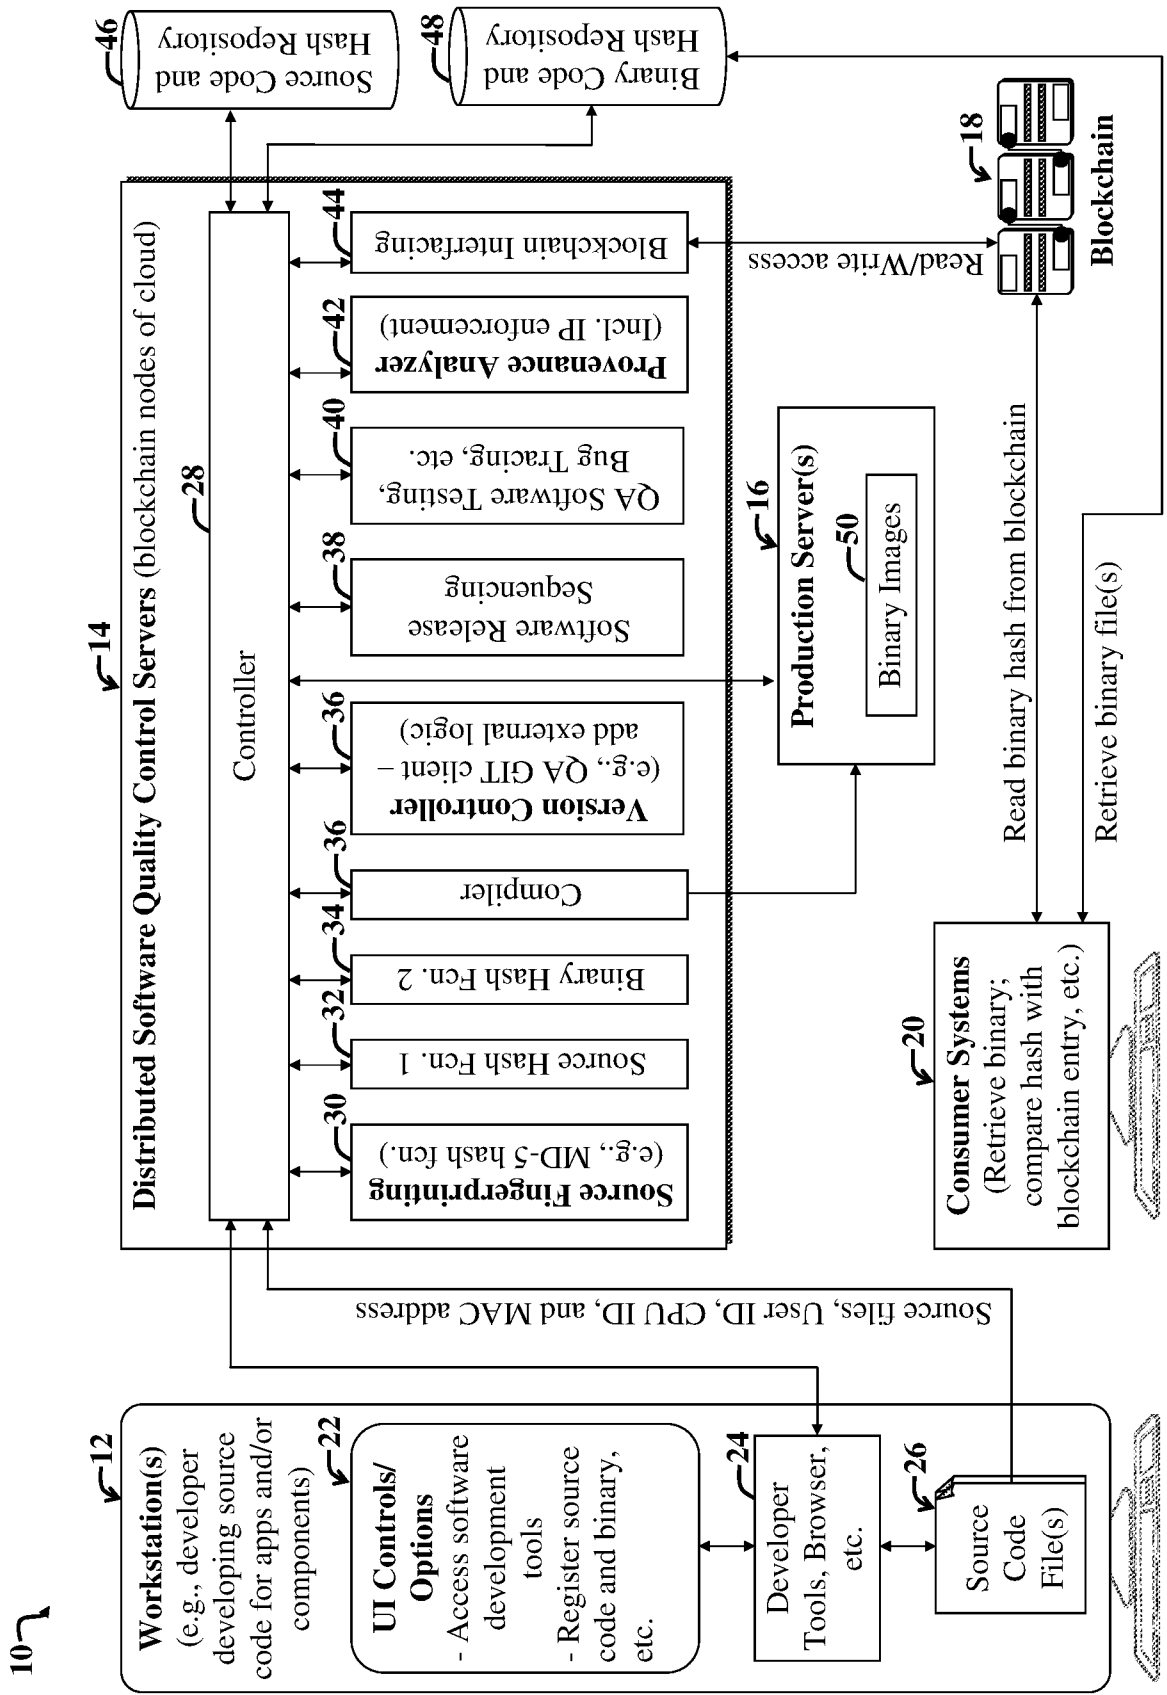 10
12
Workstation(s)
(e.g., developer
developing source
code for apps and/or
components)
22
UI Controls/
Options
- Access software
development
tools
- Register source
code and binary,
etc.
24
Developer
Tools, Browser,
etc.
26
Source
Code
File(s)
Source files, User ID, CPU ID, and MAC address
14
Distributed Software Quality Control Servers (blockchain nodes of cloud)
28
Controller
30
Source Fingerprinting
(e.g., MD-5 hash fcn.)
32
Source Hash Fcn. 1
34
Binary Hash Fcn. 2
36
Compiler
36
Version Controller
(e.g., QA GIT client –
add external logic)
38
Software Release
Sequencing
40
QA Software Testing,
Bug Tracing, etc.
42
Provenance Analyzer
(Incl. IP enforcement)
44
Blockchain Interfacing
46
Source Code and
Hash Repository
48
Binary Code and
Hash Repository
16
Production Server(s)
50
Binary Images
Read/Write access
18
Blockchain
20
Consumer Systems
(Retrieve binary;
compare hash with
blockchain entry, etc.)
Read binary hash from blockchain
Retrieve binary file(s)